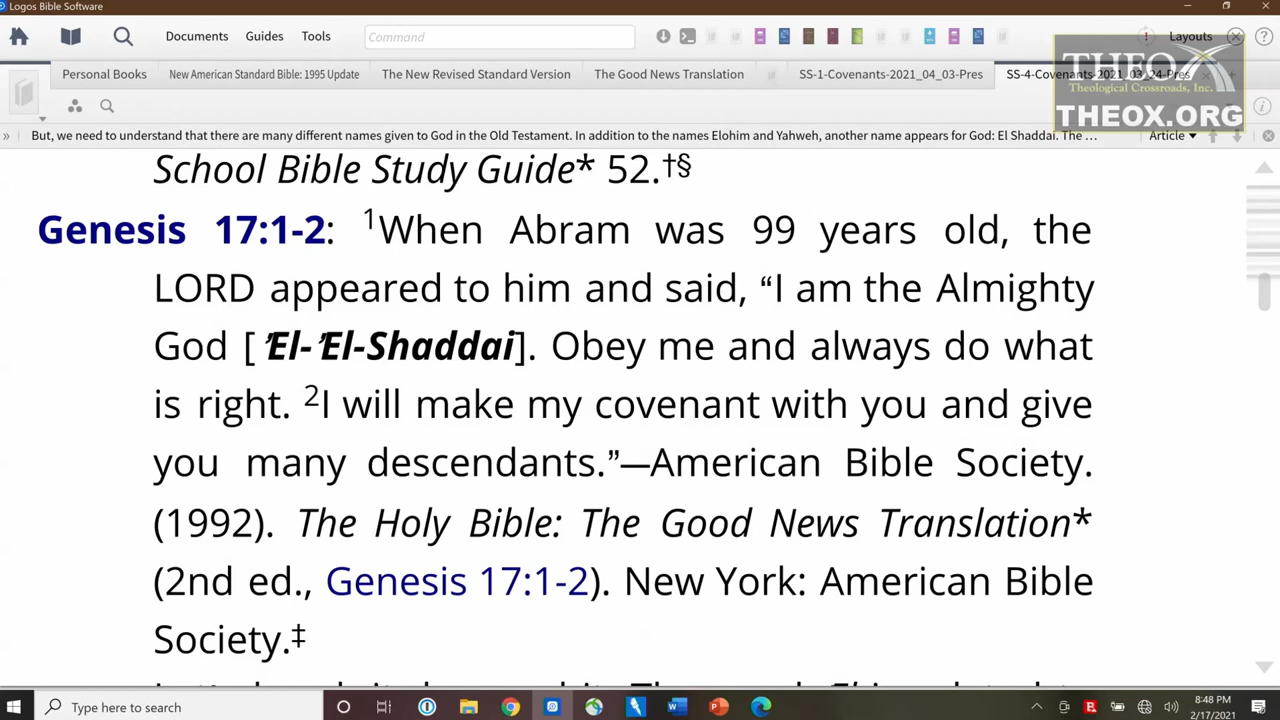 Logos Bible Software
Documents Guides Tools Command Layouts
Personal Books New American Standard Bible: 1995 Update The New Revised Standard Version The Good News Translation SS-1-Covenants-2021_04_03-Pres SS-4-Covenants-2021_03_24-Pres
THEOX
Theological Crossroads, Inc.
THEOX.ORG
But, we need to understand that there are many different names given to God in the Old Testament. In addition to the names Elohim and Yahweh, another name appears for God: El Shaddai. The ... Article
School Bible Study Guide* 52.†§
Genesis 17:1-2: 1When Abram was 99 years old, the
LORD appeared to him and said, “I am the Almighty
God [ʾEl-ʾEl-Shaddai]. Obey me and always do what
is right. 2I will make my covenant with you and give
you many descendants.”—American Bible Society.
(1992). The Holy Bible: The Good News Translation*
(2nd ed., Genesis 17:1-2). New York: American Bible
Society.‡
Type here to search
8:48 PM
2/17/2021